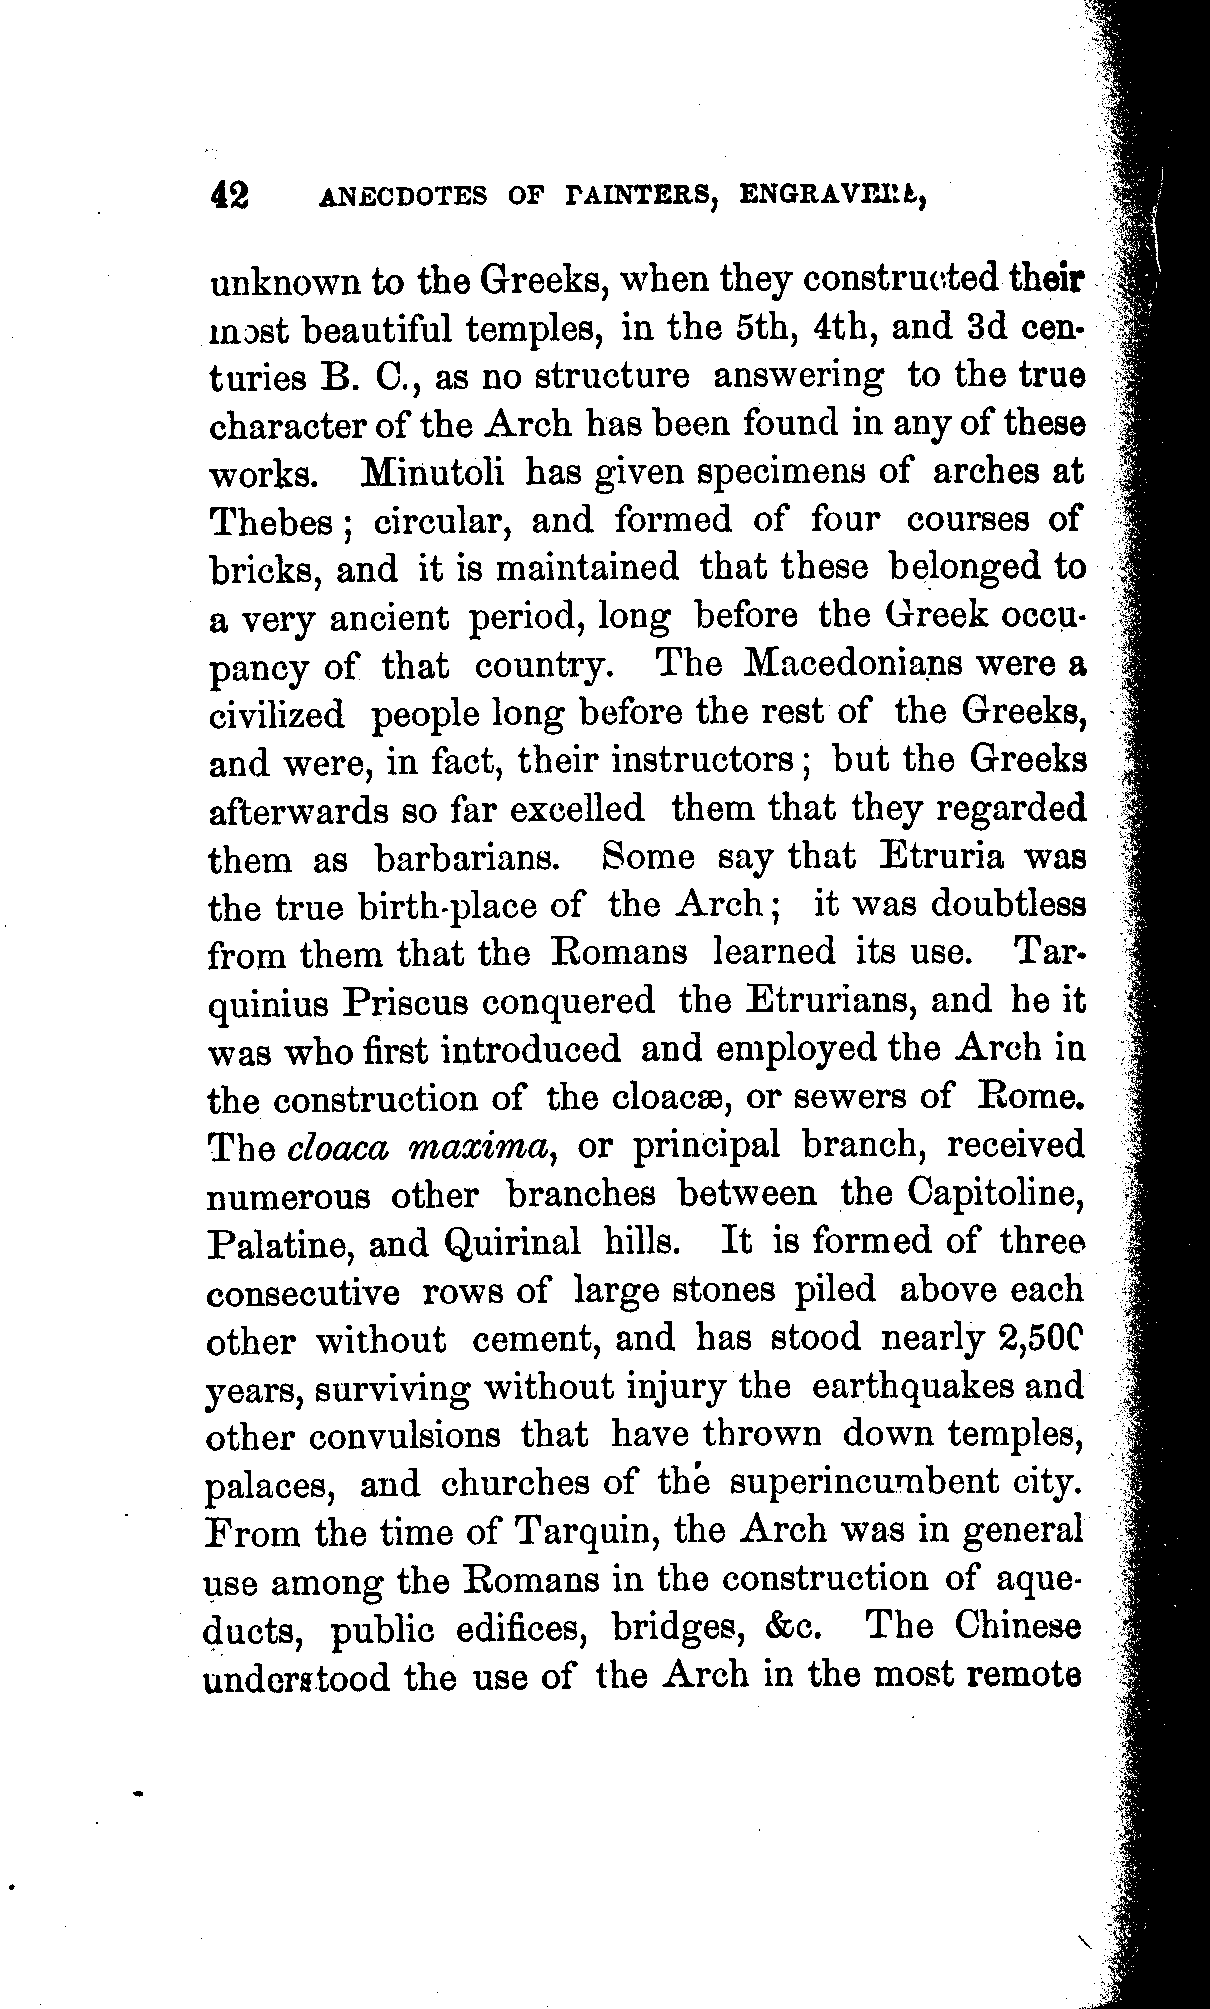 42 ANECDOTES OF PAINTERS, ENGRAVERS,
unknown to the Greeks, when they constructed their
most beautiful temples, in the 5th, 4th, and 3d cen-
turies B. C., as no structure answering to the true
character of the Arch has been found in any of these
works. Minutoli has given specimens of arches at
Thebes; circular, and formed of four courses of
bricks, and it is maintained that these belonged to
a very ancient period, long before the Greek occu-
pancy of that country. The Macedonians were a
civilized people long before the rest of the Greeks,
and were, in fact, their instructors; but the Greeks
afterwards so far excelled them that they regarded
them as barbarians. Some say that Etruria was
the true birth-place of the Arch; it was doubtless
from them that the Romans learned its use. Tar-
quinius Priscus conquered the Etrurians, and he it
was who first introduced and employed the Arch in
the construction of the cloacæ, or sewers of Rome.
The cloaca maxima, or principal branch, received
numerous other branches between the Capitoline,
Palatine, and Quirinal hills. It is formed of three
consecutive rows of large stones piled above each
other without cement, and has stood nearly 2,500
years, surviving without injury the earthquakes and
other convulsions that have thrown down temples,
palaces, and churches of the superincumbent city.
From the time of Tarquin, the Arch was in general
use among the Romans in the construction of aque-
ducts, public edifices, bridges, &c. The Chinese
understood the use of the Arch in the most remote